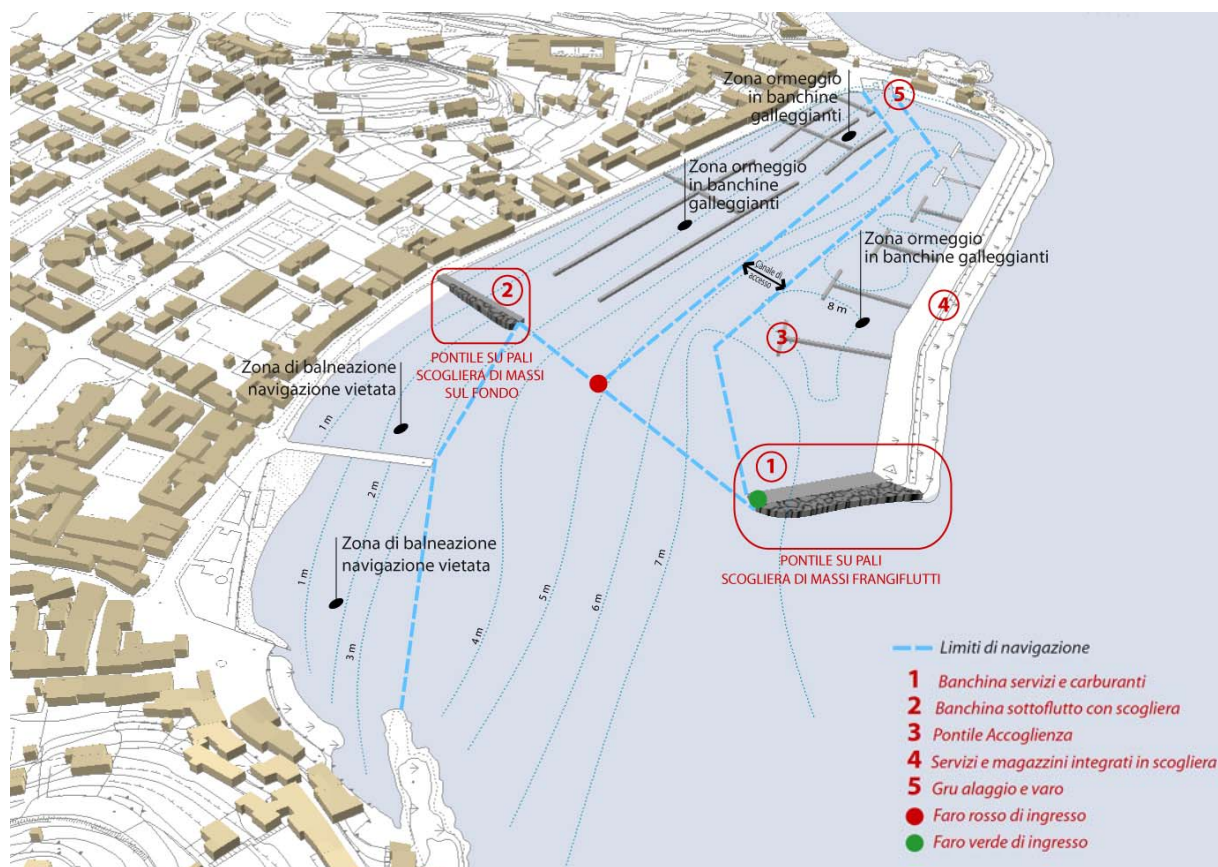 Zona ormeggio
in banchine
galleggianti
5
Zona ormeggio
in banchine
galleggianti
Zona ormeggio
in banchine galleggianti
Canale di
accesso
2
8 m
4
3
PONTILE SU PALI
SCOGLIERA DI MASSI
SUL FONDO
Zona di balneazione
navigazione vietata
1 m
1
2 m
Zona di balneazione
navigazione vietata
PONTILE SU PALI
SCOGLIERA DI MASSI FRANGIFLUTTI
1 m
2 m
3 m
4 m
5 m
6 m
7 m
Limiti di navigazione
1 Banchina servizi e carburanti
2 Banchina sottoflutto con scogliera
3 Pontile Accoglienza
4 Servizi e magazzini integrati in scogliera
5 Gru alaggio e varo
Faro rosso di ingresso
Faro verde di ingresso